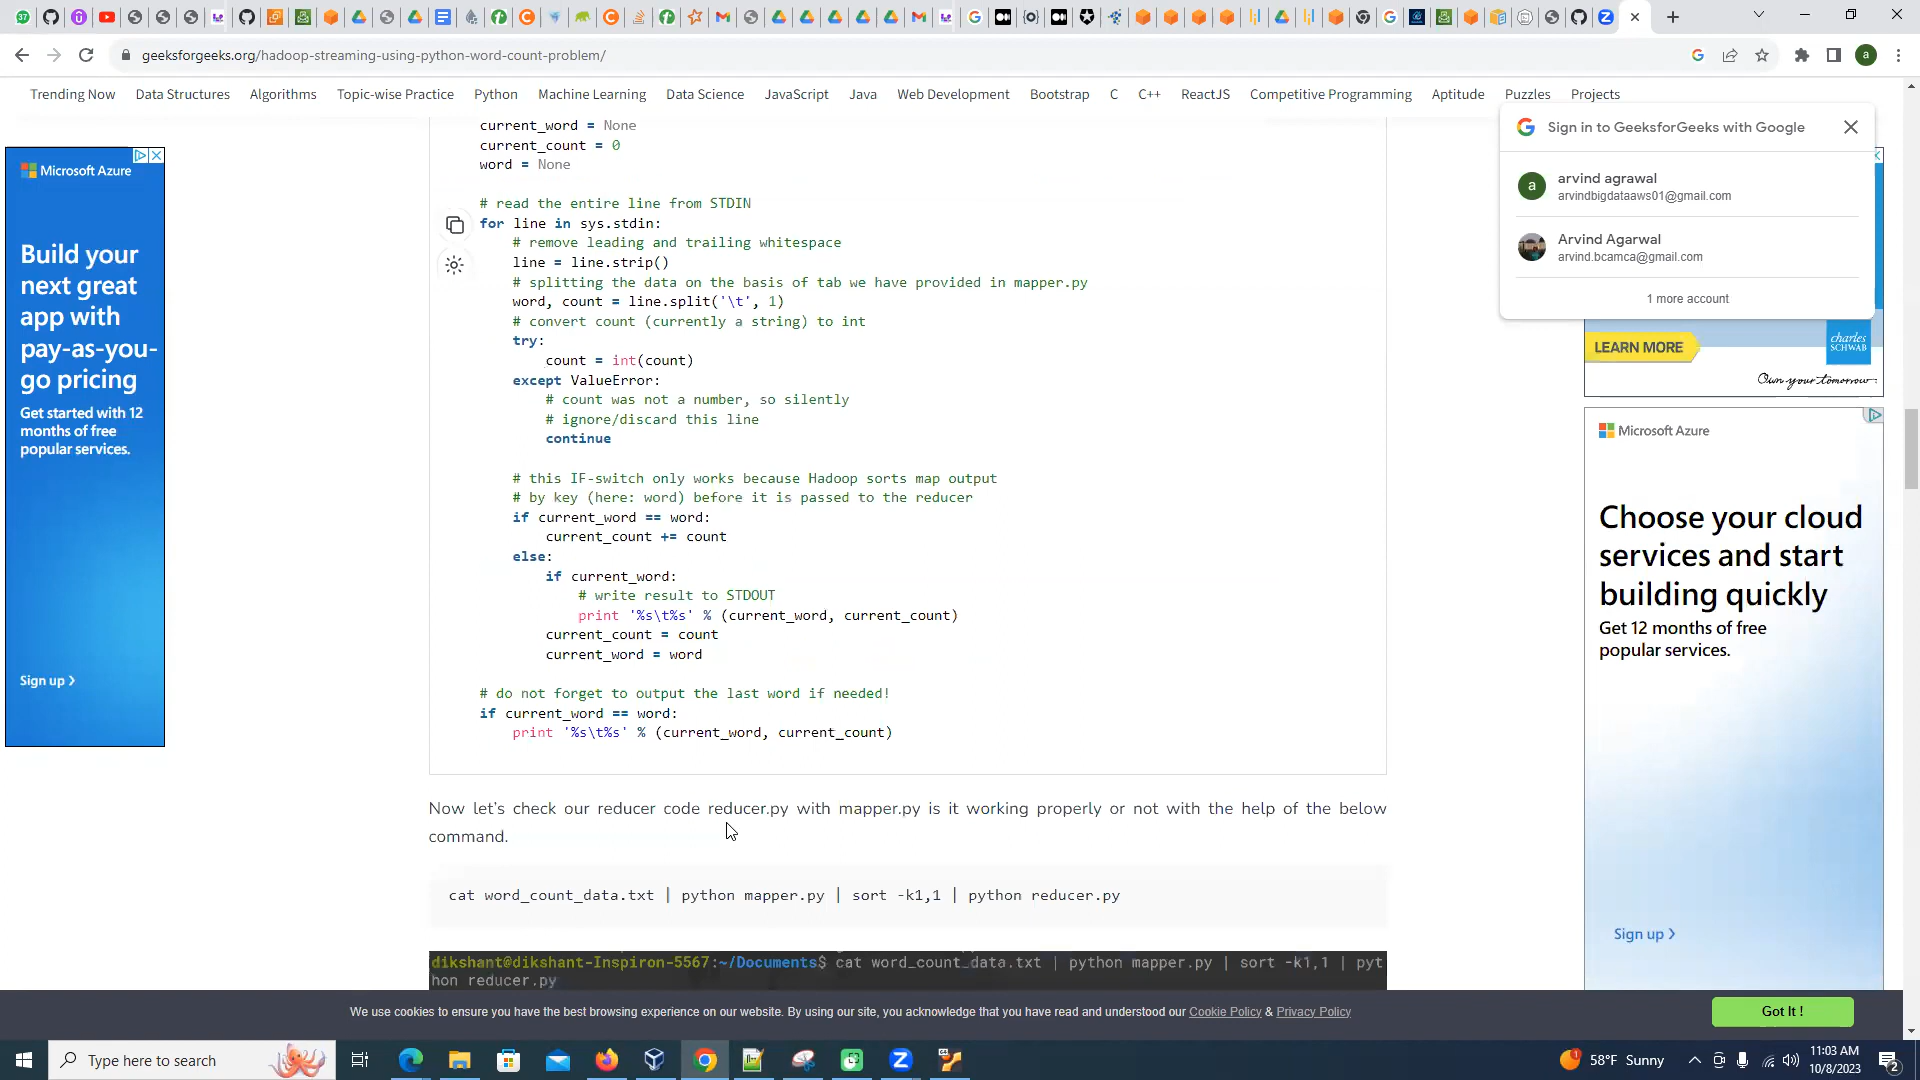 geeksforgeeks.org/hadoop-streaming-using-python-word-count-problem/
Trending Now Data Structures Algorithms Topic-wise Practice Python Machine Learning Data Science JavaScript Java Web Development Bootstrap C C++ ReactJS Competitive Programming Aptitude Puzzles Projects
Sign in to GeeksforGeeks with Google
arvind agrawal
arvindbigdataaws01@gmail.com
Arvind Agarwal
arvind.bcamca@gmail.com
1 more account
Microsoft Azure
Build your
next great
app with
pay-as-you-
go pricing
Get started with 12
months of free
popular services.
Sign up >
current_word = None
current_count = 0
word = None
# read the entire line from STDIN
for line in sys.stdin:
# remove leading and trailing whitespace
line = line.strip()
# splitting the data on the basis of tab we have provided in mapper.py
word, count = line.split('\t', 1)
# convert count (currently a string) to int
try:
count = int(count)
except ValueError:
# count was not a number, so silently
# ignore/discard this line
continue
# this IF-switch only works because Hadoop sorts map output
# by key (here: word) before it is passed to the reducer
if current_word == word:
current_count += count
else:
if current_word:
# write result to STDOUT
print '%s\t%s' % (current_word, current_count)
current_count = count
current_word = word
# do not forget to output the last word if needed!
if current_word == word:
print '%s\t%s' % (current_word, current_count)
Now let's check our reducer code reducer.py with mapper.py is it working properly or not with the help of the below
command.
cat word_count_data.txt | python mapper.py | sort -k1,1 | python reducer.py
dikshant@dikshant-Inspiron-5567:~/Documents$ cat word_count_data.txt | python mapper.py | sort -k1,1 | pyt
hon reducer.py
LEARN MORE
charles
SCHWAB
Own your tomorrow
Microsoft Azure
Choose your cloud
services and start
building quickly
Get 12 months of free
popular services.
Sign up >
We use cookies to ensure you have the best browsing experience on our website. By using our site, you acknowledge that you have read and understood our Cookie Policy & Privacy Policy
Got It !
Type here to search
58°F Sunny
11:03 AM
10/8/2023
2